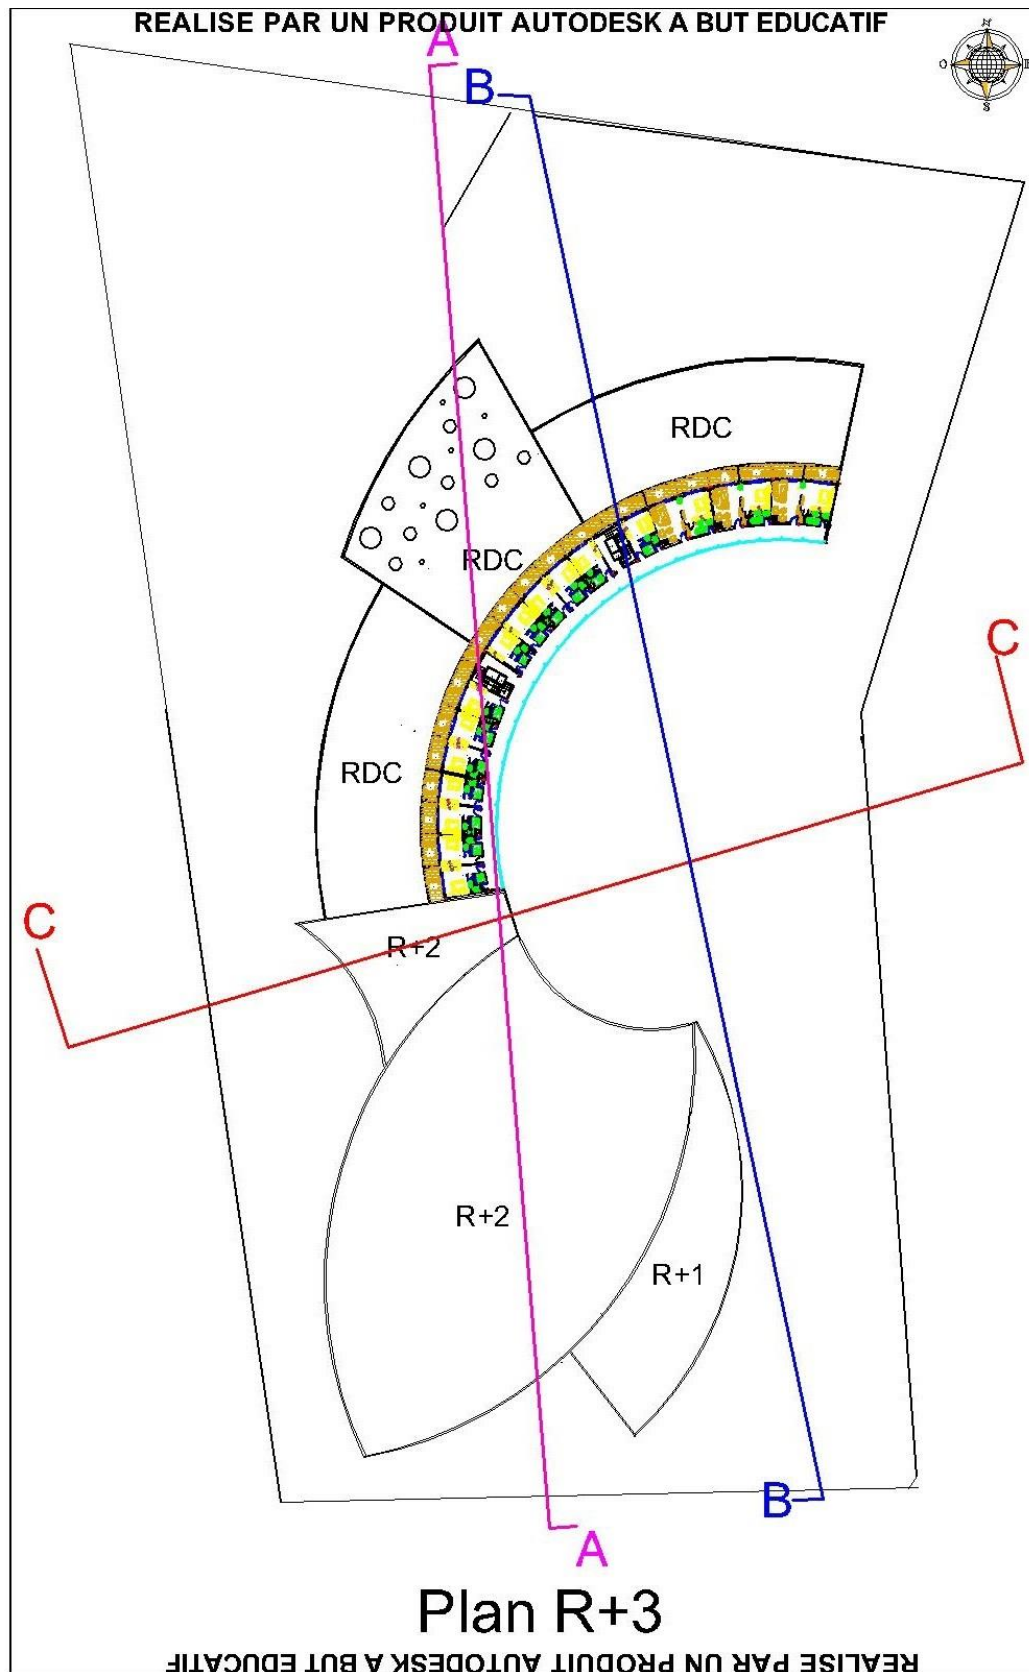 REALISE PAR UN PRODUIT AUTODESK A BUT EDUCATIF
A
N
O
E
S
B
RDC
RDC
C
RDC
C
R+2
R+2
R+1
B
A
Plan R+3
REALISE PAR UN PRODUIT AUTODESK A BUT EDUCATIF